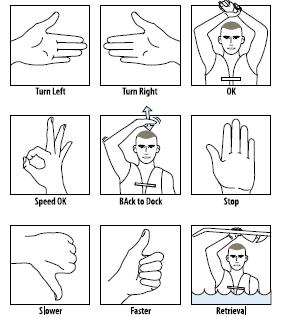 Turn Left
Turn Right
OK
Speed OK
BAck to Dock
Stop
Slower
Faster
Retrieval